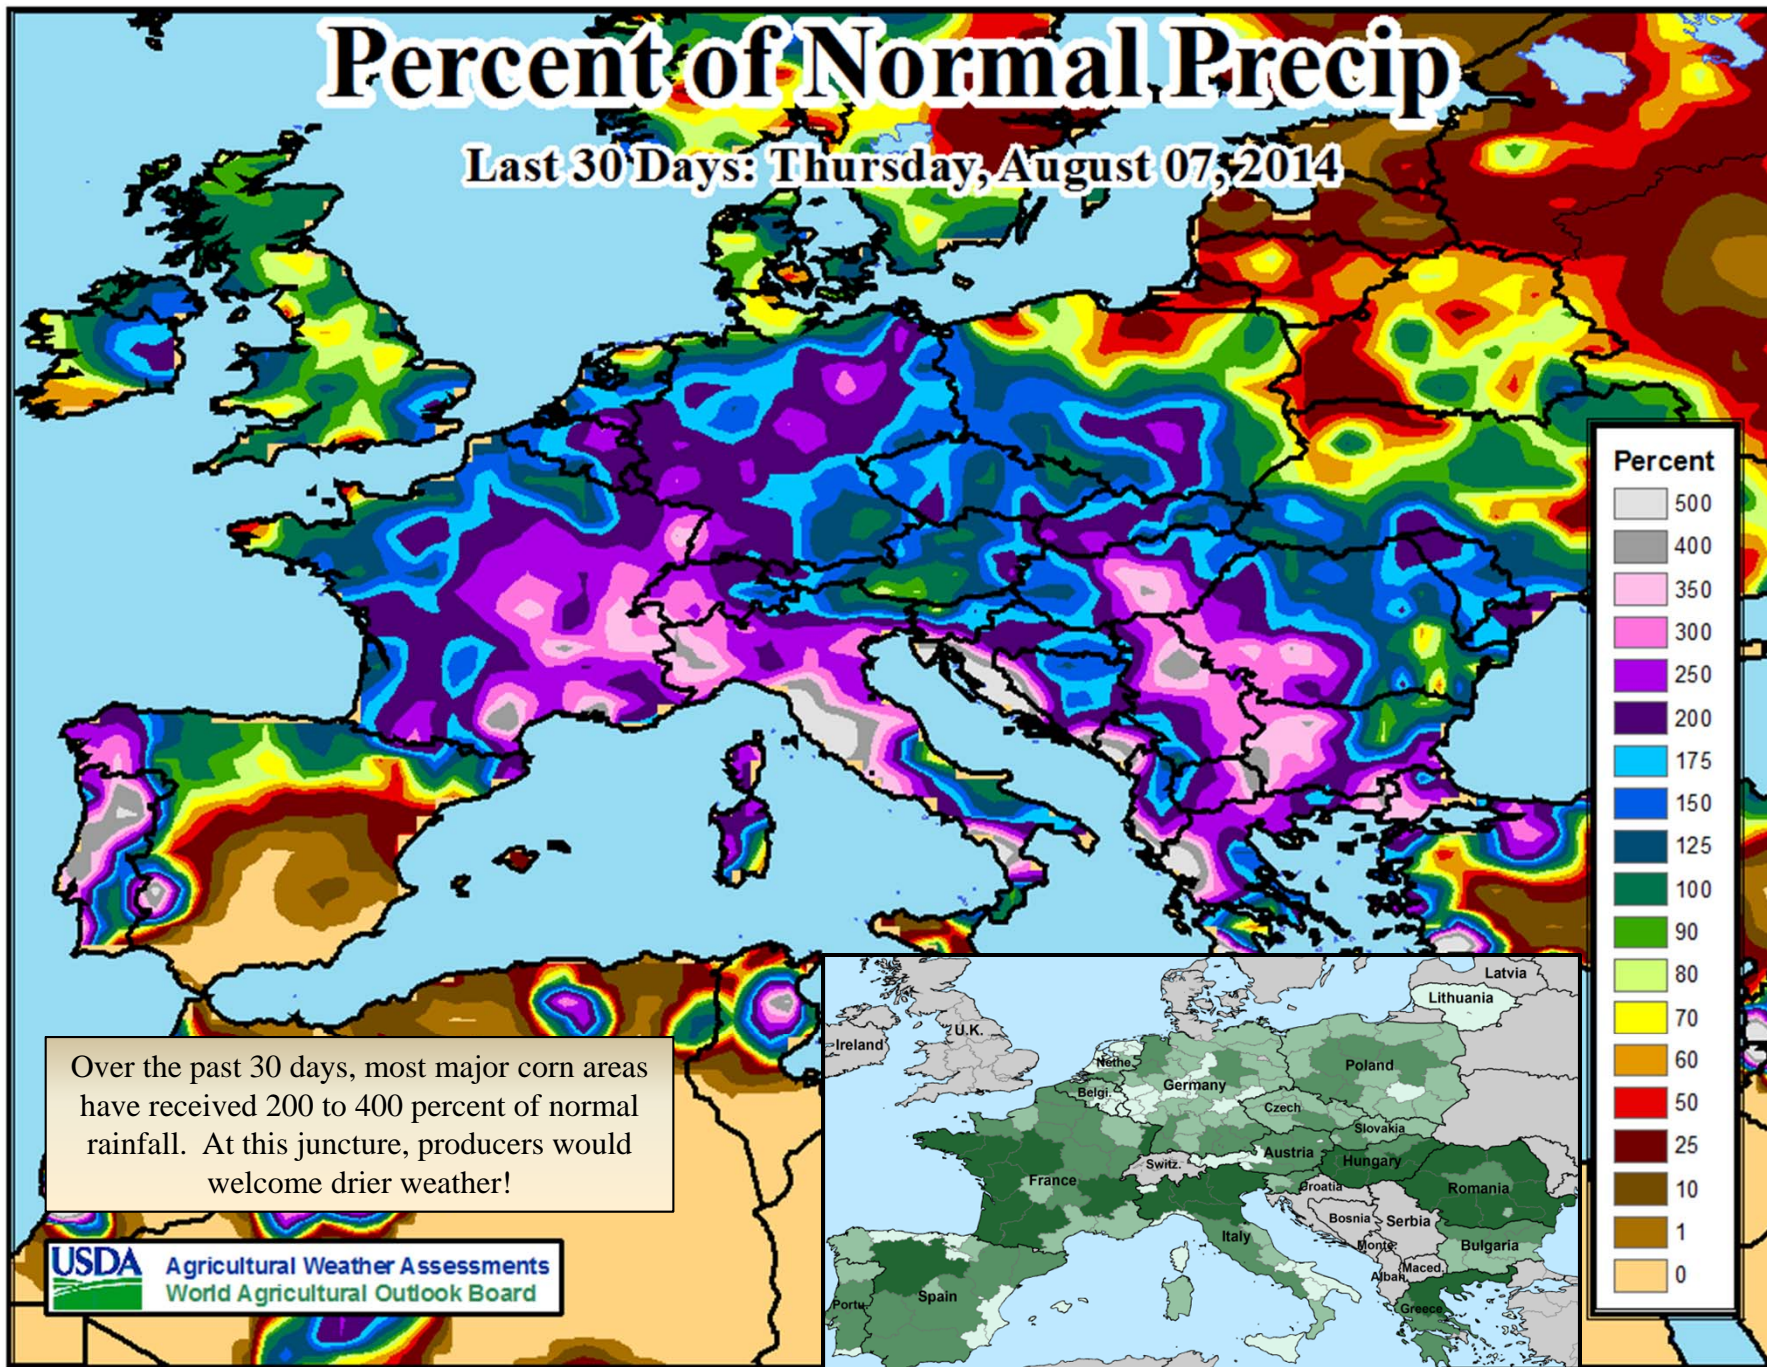 Percent of Normal Precip
Last 30 Days: Thursday, August 07, 2014
Percent
500
400
350
300
250
200
175
150
125
100
90
80
70
60
50
25
10
1
0
Over the past 30 days, most major corn areas
have received 200 to 400 percent of normal
rainfall. At this juncture, producers would
welcome drier weather!
USDA
Agricultural Weather Assessments
World Agricultural Outlook Board
Latvia
Lithuania
U.K.
Ireland
Nethe.
Poland
Belgi.
Germany
Czech
Slovakia
Austria
Switz.
Hungary
France
Croatia
Romania
Bosnia
Serbia
Italy
Monte.
Bulgaria
Maced.
Alban.
Spain
Portu.
Greece